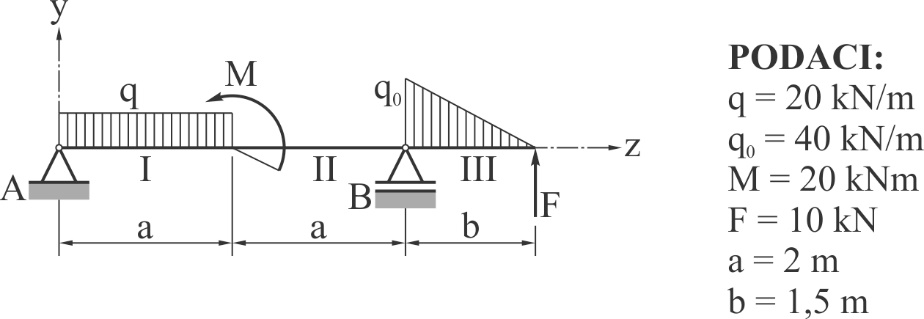 y
q
M
q₀
z
A
I
II
B
III
F
a
a
b
PODACI:
q = 20 kN/m
q₀ = 40 kN/m
M = 20 kNm
F = 10 kN
a = 2 m
b = 1,5 m